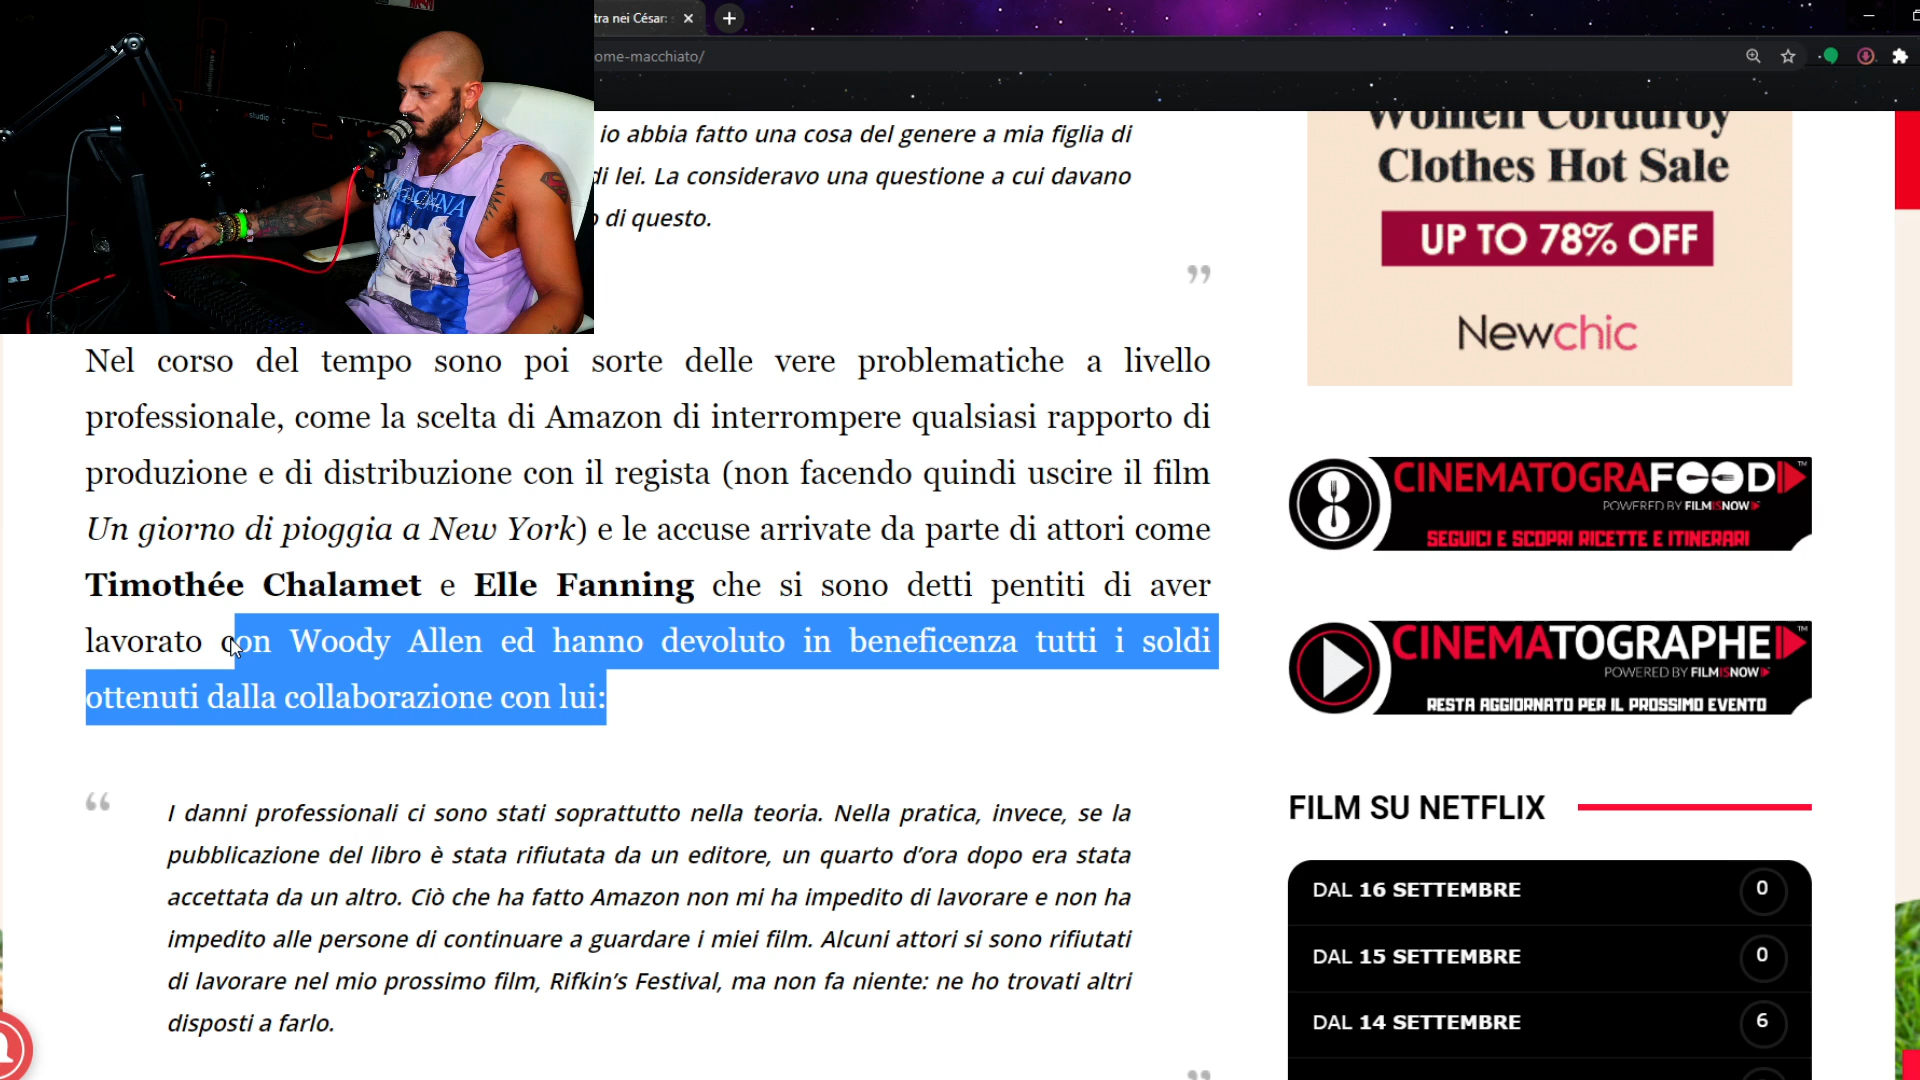 tra nei César:
ome-macchiato/
io abbia fatto una cosa del genere a mia figlia di
di lei. La consideravo una questione a cui davano
di questo.
”
Nel corso del tempo sono poi sorte delle vere problematiche a livello
professionale, come la scelta di Amazon di interrompere qualsiasi rapporto di
produzione e di distribuzione con il regista (non facendo quindi uscire il film
Un giorno di pioggia a New York) e le accuse arrivate da parte di attori come
Timothée Chalamet e Elle Fanning che si sono detti pentiti di aver
lavorato con Woody Allen ed hanno devoluto in beneficenza tutti i soldi
ottenuti dalla collaborazione con lui:
“
I danni professionali ci sono stati soprattutto nella teoria. Nella pratica, invece, se la
pubblicazione del libro è stata rifiutata da un editore, un quarto d’ora dopo era stata
accettata da un altro. Ciò che ha fatto Amazon non mi ha impedito di lavorare e non ha
impedito alle persone di continuare a guardare i miei film. Alcuni attori si sono rifiutati
di lavorare nel mio prossimo film, Rifkin’s Festival, ma non fa niente: ne ho trovati altri
disposti a farlo.
”
Women Corduroy
Clothes Hot Sale
UP TO 78% OFF
Newchic
CINEMATOGRAFOOD™
POWERED BY FILMISNOW
SEGUICI E SCOPRI RICETTE E ITINERARI
CINEMATOGRAPHE™
POWERED BY FILMISNOW
RESTA AGGIORNATO PER IL PROSSIMO EVENTO
FILM SU NETFLIX
DAL 16 SETTEMBRE 0
DAL 15 SETTEMBRE 0
DAL 14 SETTEMBRE 6